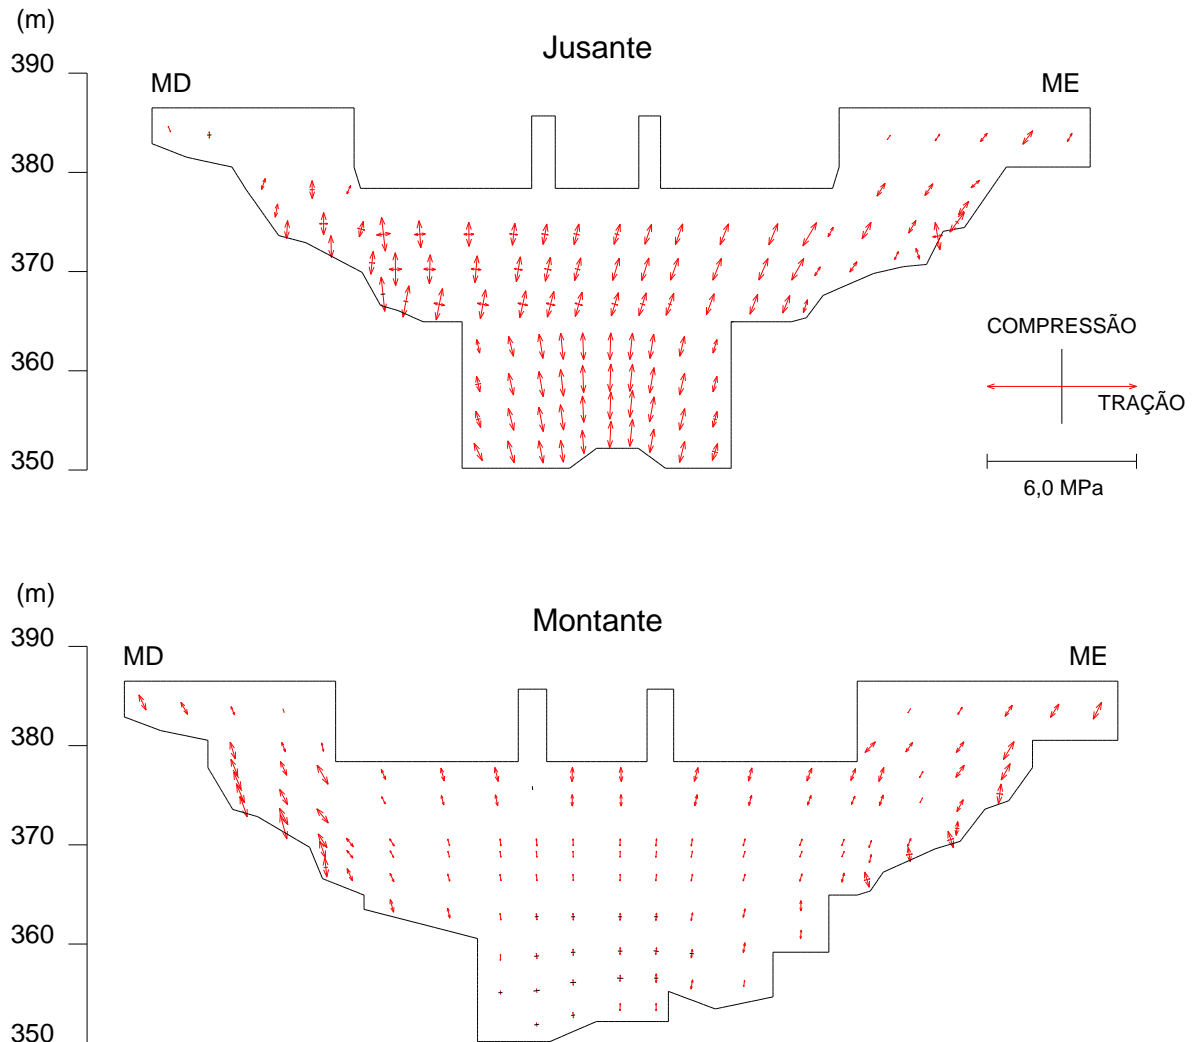 (m)
Jusante
390
MD
ME
380
370
COMPRESSÃO
360
TRAÇÃO
350
6,0 MPa
(m)
Montante
390
MD
ME
380
370
360
350